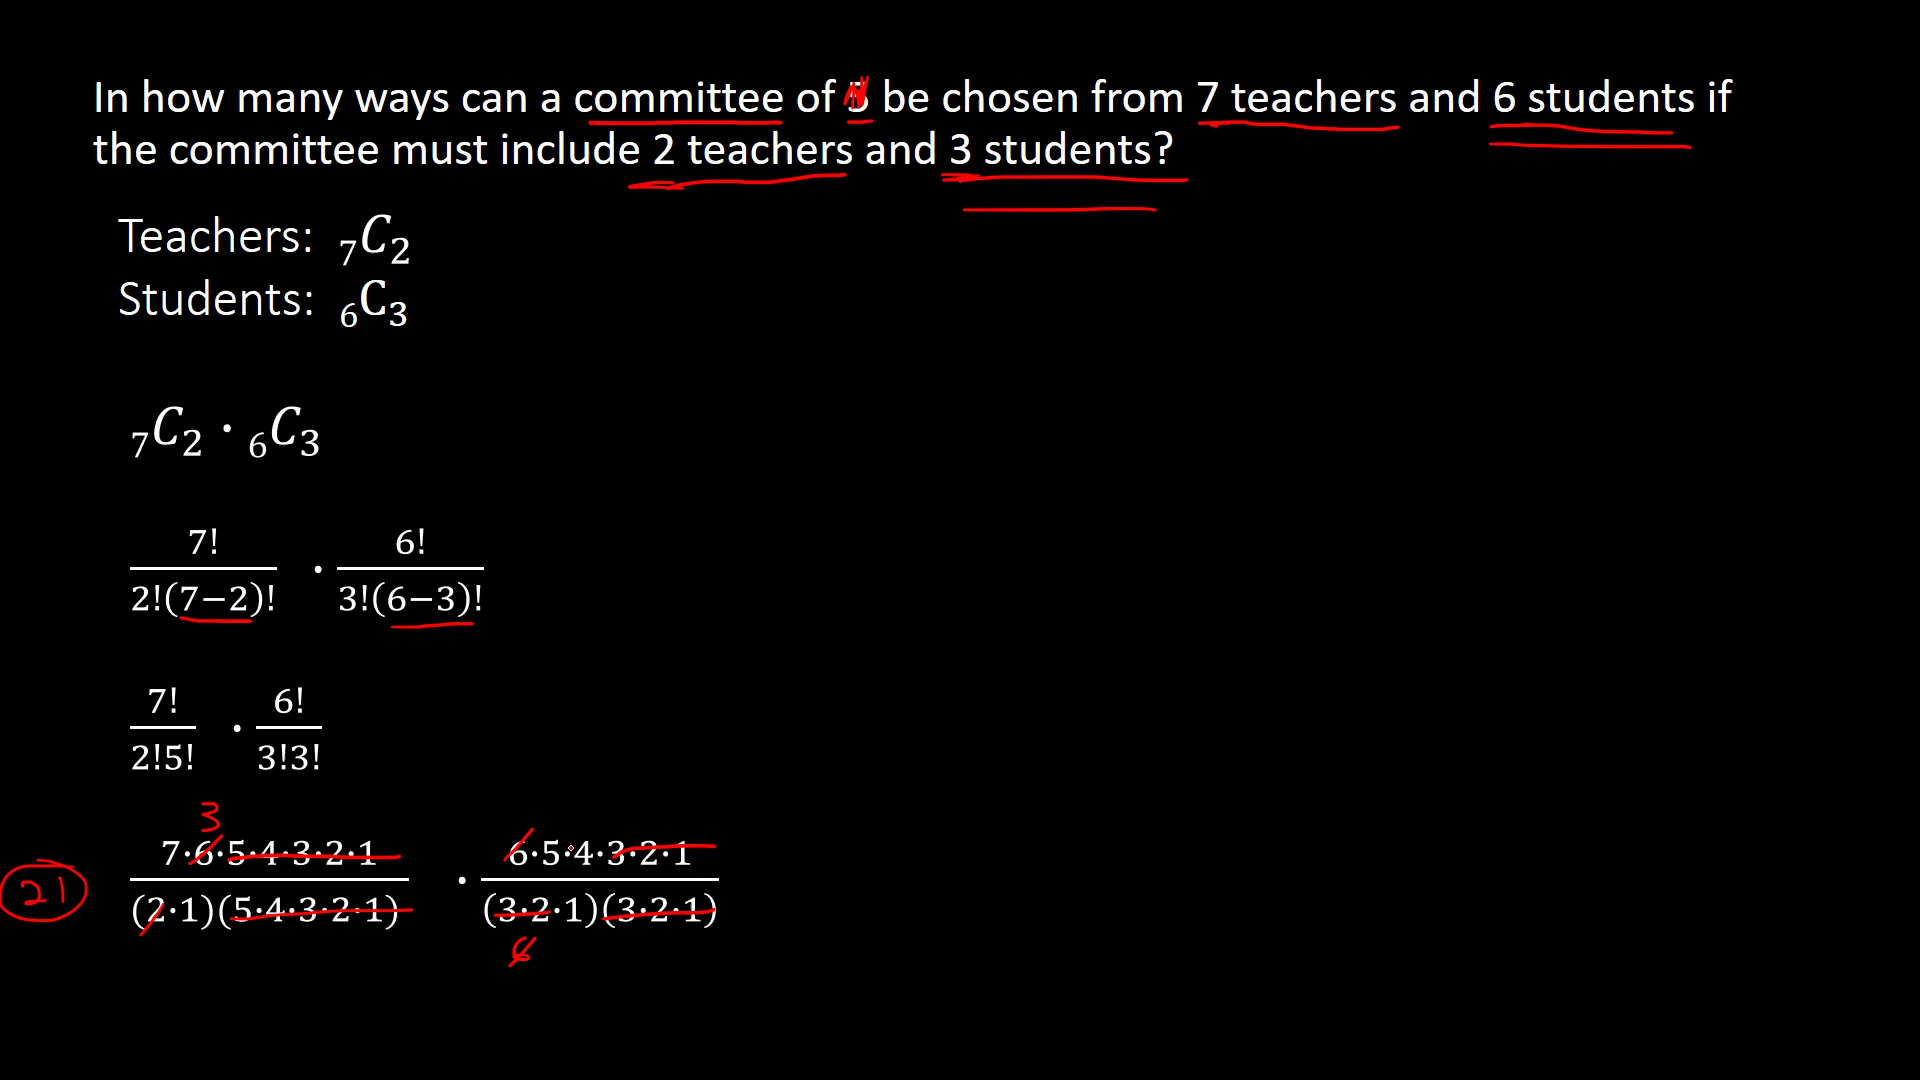 In how many ways can a committee of 5 be chosen from 7 teachers and 6 students if
the committee must include 2 teachers and 3 students?
Teachers: ₇C₂
Students: ₆C₃
₇C₂ · ₆C₃
7! 6!
2!(7−2)! · 3!(6−3)!
7! 6!
2!5! · 3!3!
3
7·6·5·4·3·2·1 6·5·4·3·2·1
21 (2·1)(5·4·3·2·1) · (3·2·1)(3·2·1)
6